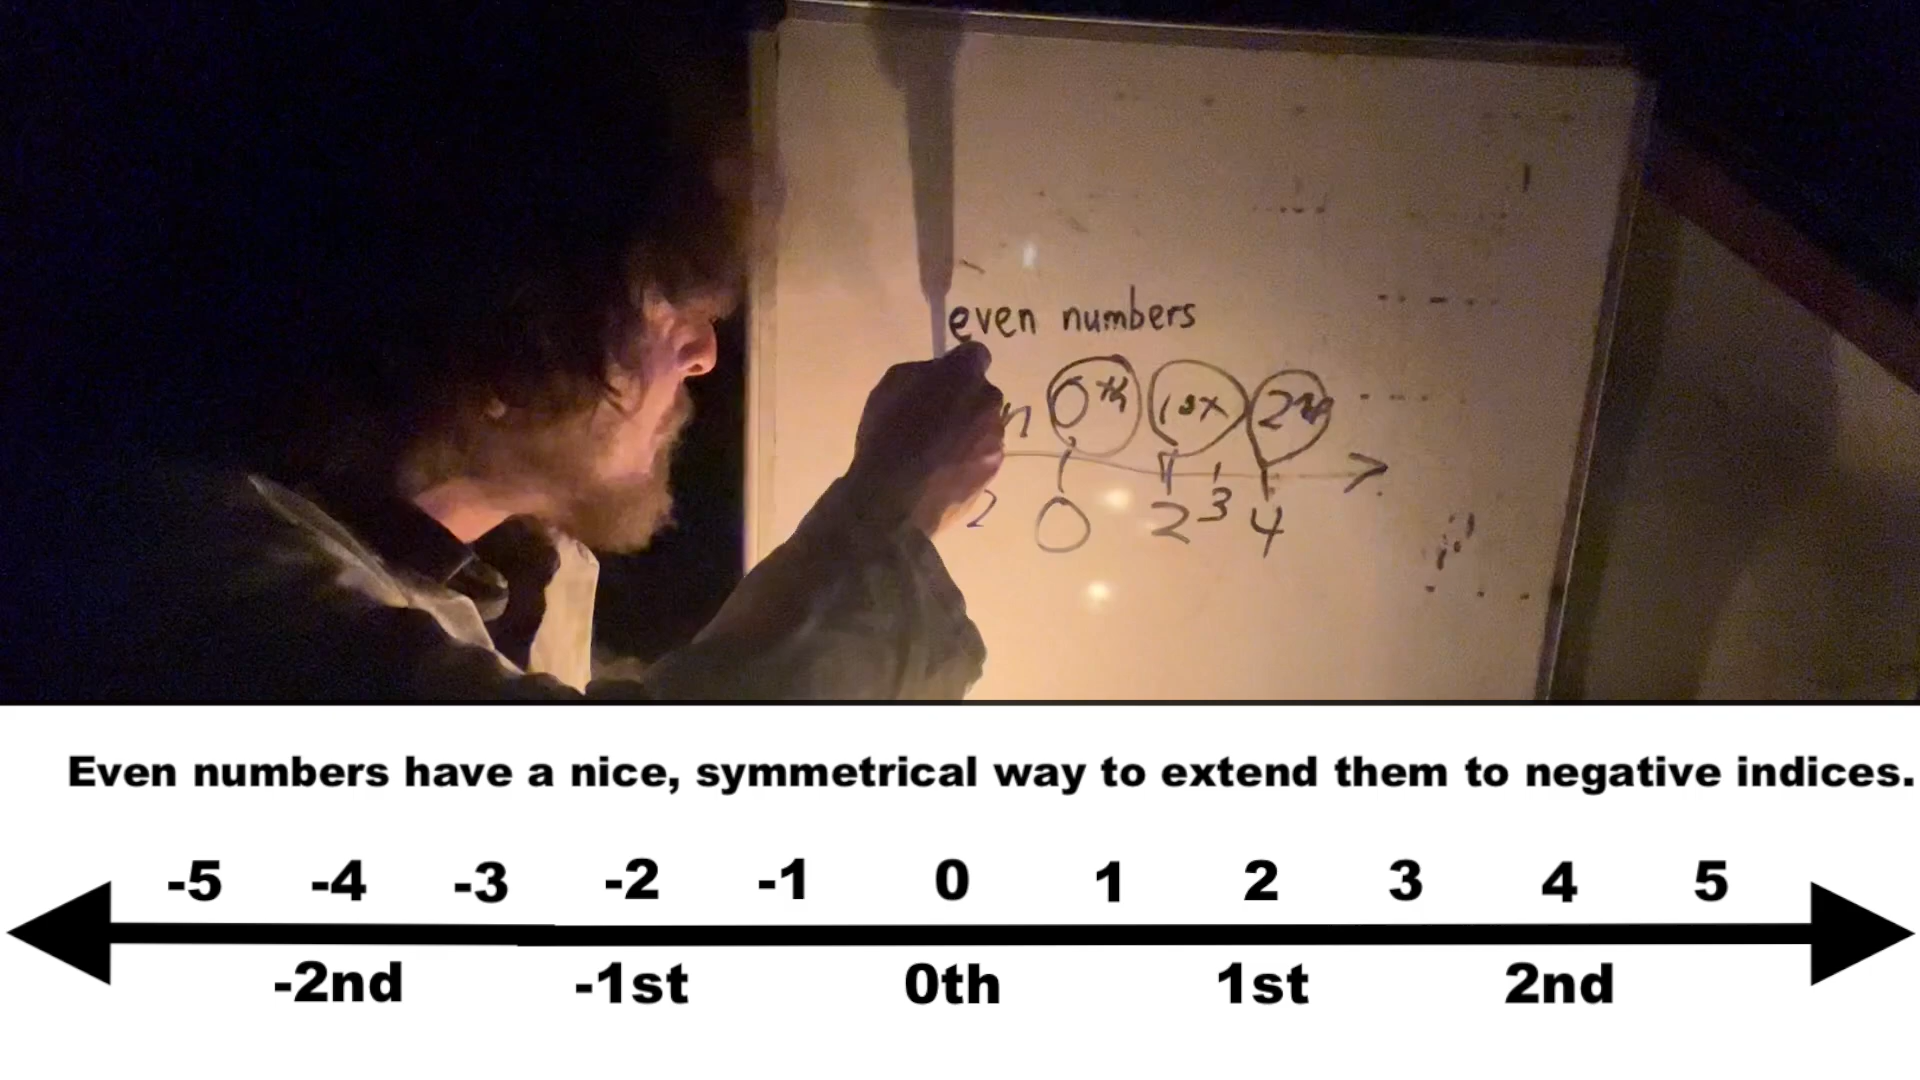 even numbers
n 0th 1st 2nd
2 0 2 3 4
Even numbers have a nice, symmetrical way to extend them to negative indices.
-5 -4 -3 -2 -1 0 1 2 3 4 5
-2nd -1st 0th 1st 2nd